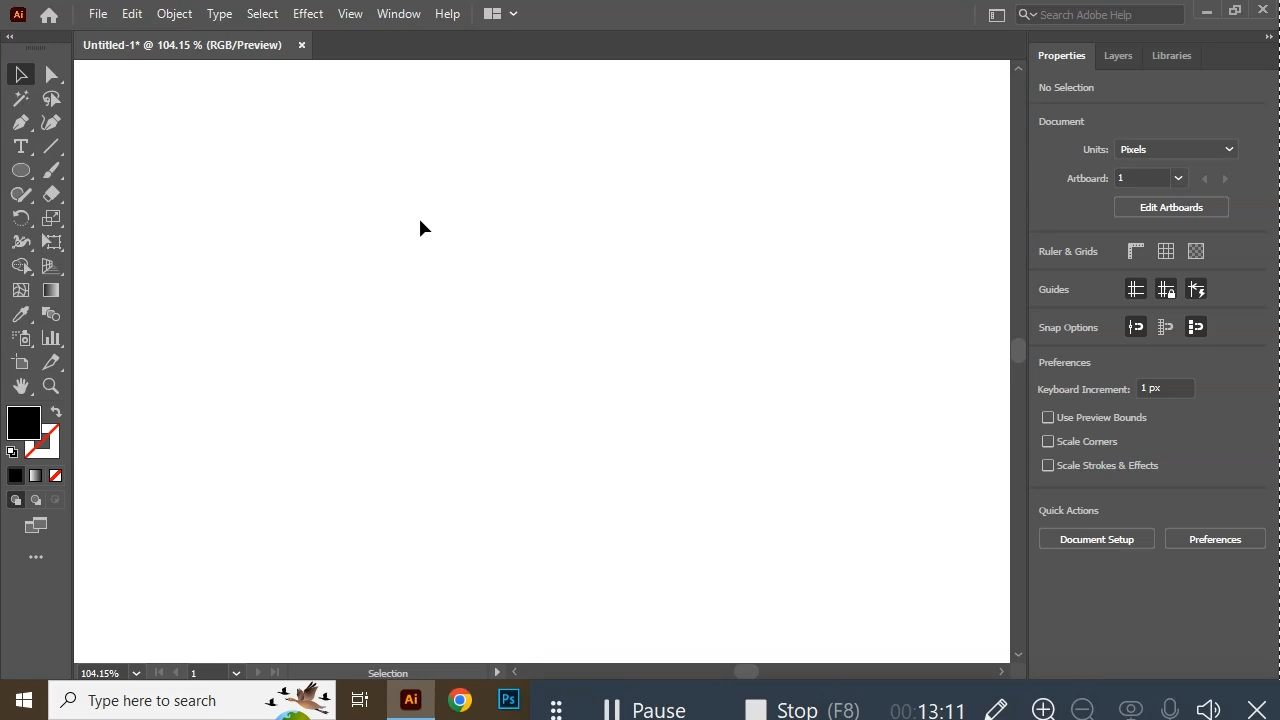 Ai File Edit Object Type Select Effect View Window Help Search Adobe Help
Untitled-1* @ 104.15 % (RGB/Preview) ×
Properties Layers Libraries
No Selection
Document
Units: Pixels
Artboard: 1
Edit Artboards
Ruler & Grids
Guides
Snap Options
Preferences
Keyboard Increment: 1 px
Use Preview Bounds
Scale Corners
Scale Strokes & Effects
Quick Actions
Document Setup Preferences
104.15% 1 Selection
Type here to search Ai Ps Pause Stop (F8) 00:13:11